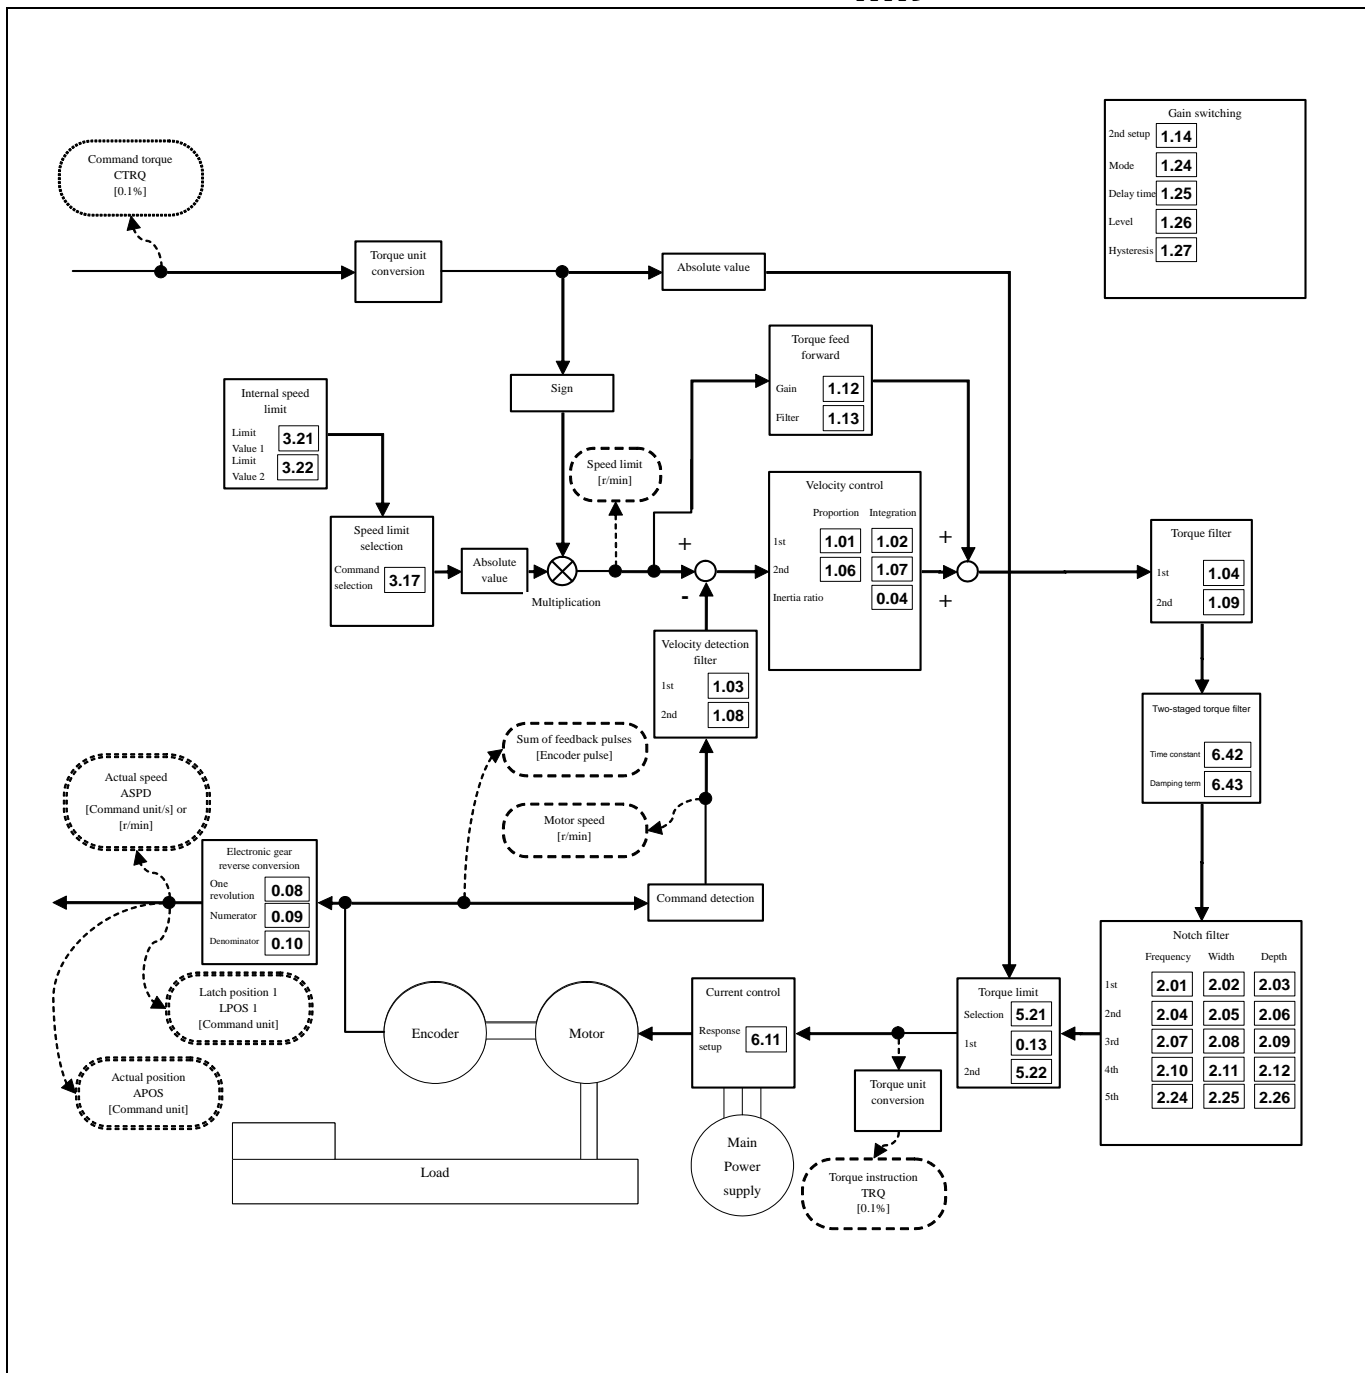 Gain switching
2nd setup 1.14
Mode 1.24
Delay time 1.25
Level 1.26
Hysteresis 1.27
Command torque
CTRQ
[0.1%]
Torque unit
conversion
Absolute value
Torque feed
forward
Gain 1.12
Filter 1.13
Sign
Internal speed
limit
Limit
Value 1 3.21
Limit
Value 2 3.22
Speed limit
[r/min]
Velocity control
Proportion Integration
1st 1.01 1.02
2nd 1.06 1.07
Inertia ratio 0.04
Speed limit
selection
Command
selection 3.17
Absolute
value
Multiplication
+
-
+
+
Torque filter
1st 1.04
2nd 1.09
Velocity detection
filter
1st 1.03
2nd 1.08
Two-staged torque filter
Time constant 6.42
Damping term 6.43
Sum of feedback pulses
[Encoder pulse]
Motor speed
[r/min]
Actual speed
ASPD
[Command unit/s] or
[r/min]
Electronic gear
reverse conversion
One
revolution 0.08
Numerator 0.09
Denominator 0.10
Command detection
Notch filter
Frequency Width Depth
1st 2.01 2.02 2.03
2nd 2.04 2.05 2.06
3rd 2.07 2.08 2.09
4th 2.10 2.11 2.12
5th 2.24 2.25 2.26
Latch position 1
LPOS 1
[Command unit]
Encoder
Motor
Current control
Response
setup 6.11
Torque limit
Selection 5.21
1st 0.13
2nd 5.22
Actual position
APOS
[Command unit]
Torque unit
conversion
Main
Power
supply
Load
Torque instruction
TRQ
[0.1%]